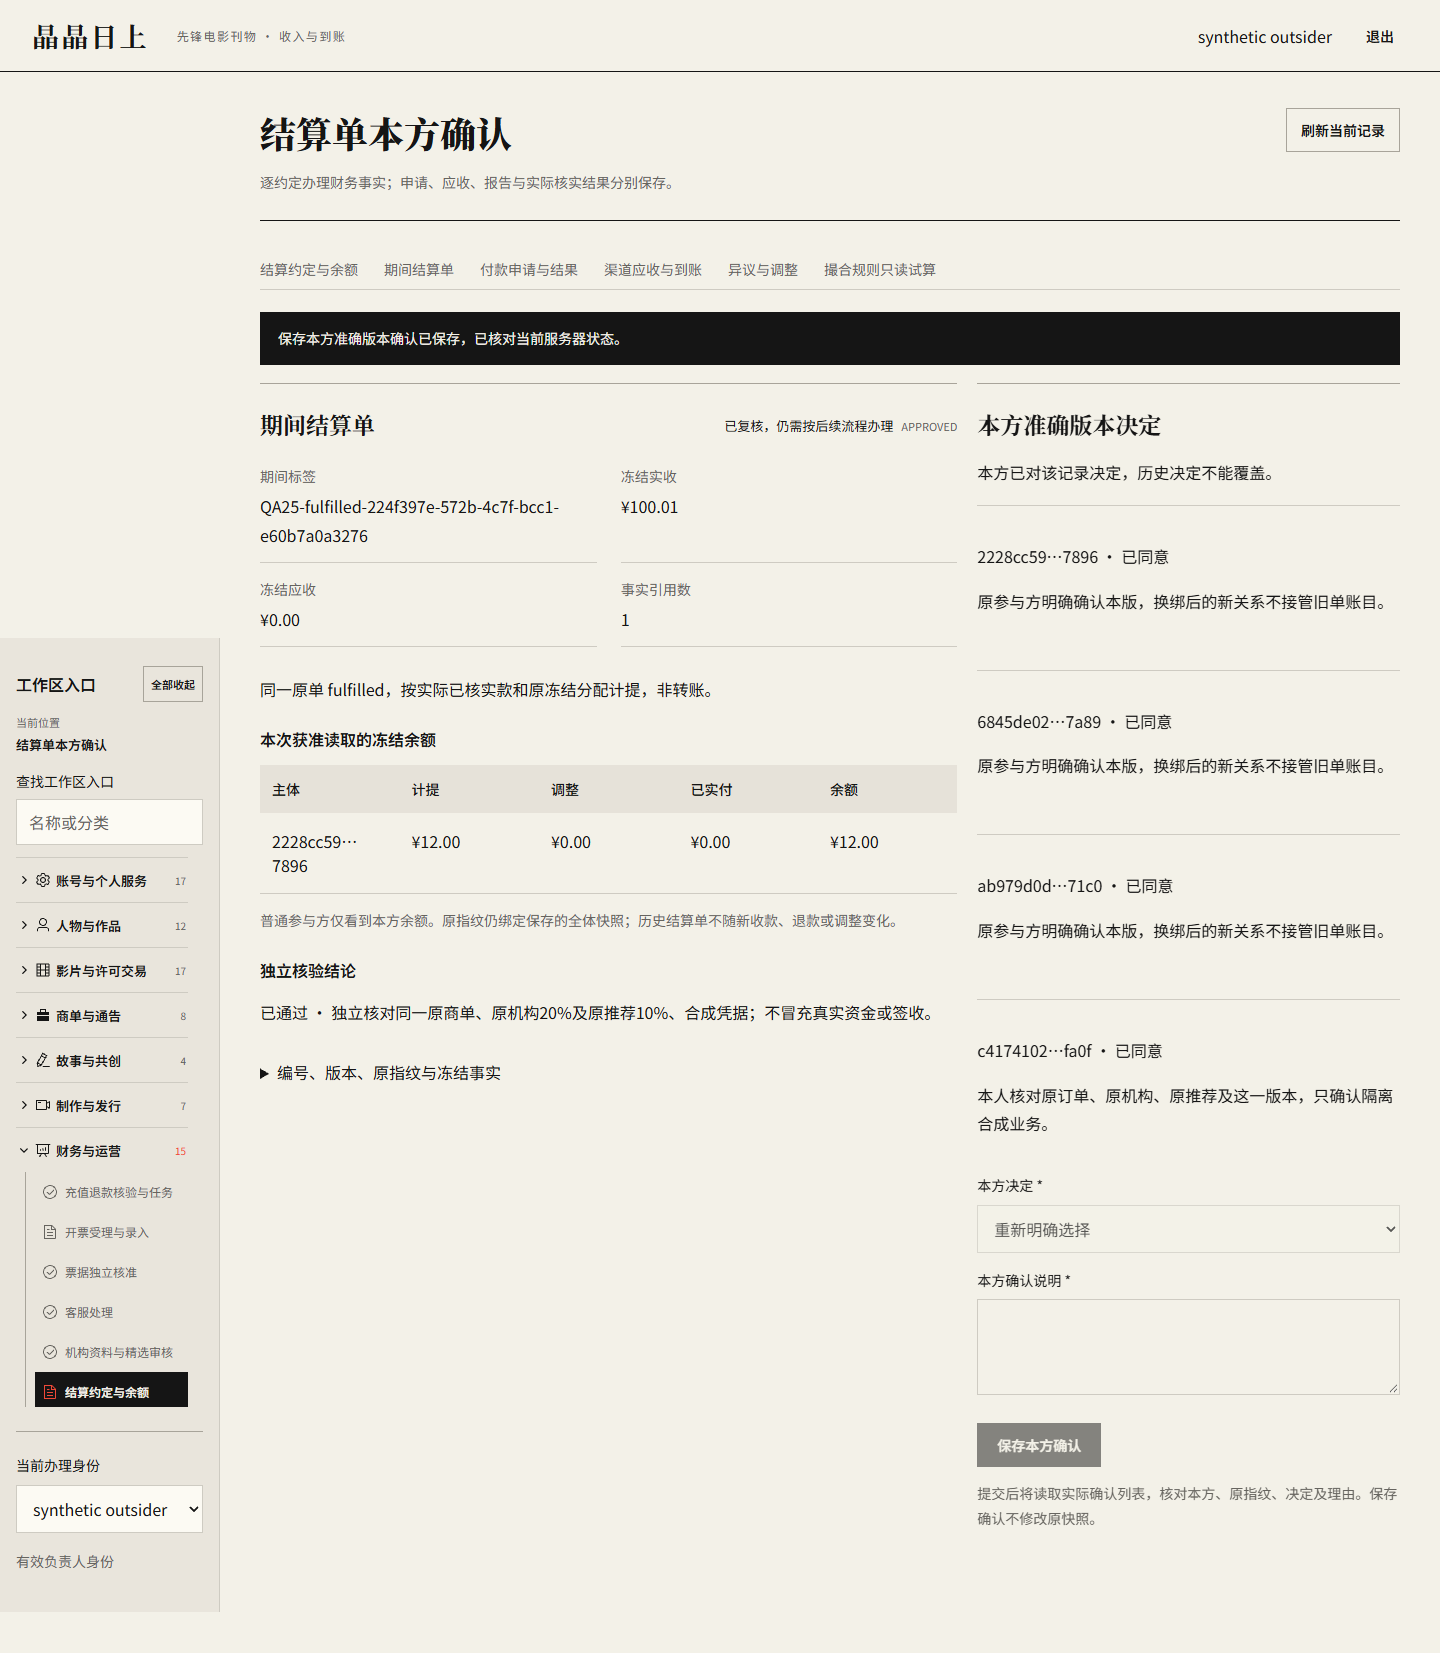 晶晶日上
先锋电影刊物 · 收入与到账
synthetic outsider
退出
结算单本方确认
刷新当前记录
逐约定办理财务事实；申请、应收、报告与实际核实结果分别保存。
结算约定与余额
期间结算单
付款申请与结果
渠道应收与到账
异议与调整
撮合规则只读试算
保存本方准确版本确认已保存，已核对当前服务器状态。
期间结算单
已复核，仍需按后续流程办理 APPROVED
期间标签
QA25-fulfilled-224f397e-572b-4c7f-bcc1-
e60b7a0a3276
冻结实收
¥100.01
冻结应收
¥0.00
事实引用数
1
同一原单 fulfilled，按实际已核实款和原冻结分配计提，非转账。
本次获准读取的冻结余额
主体
计提
调整
已实付
余额
2228cc59…
7896
¥12.00
¥0.00
¥0.00
¥12.00
普通参与方仅看到本方余额。原指纹仍绑定保存的全体快照；历史结算单不随新收款、退款或调整变化。
独立核验结论
已通过 · 独立核对同一原商单、原机构20%及原推荐10%、合成凭据；不冒充真实资金或签收。
编号、版本、原指纹与冻结事实
本方准确版本决定
本方已对该记录决定，历史决定不能覆盖。
2228cc59…7896 · 已同意
原参与方明确确认本版，换绑后的新关系不接管旧单账目。
6845de02…7a89 · 已同意
原参与方明确确认本版，换绑后的新关系不接管旧单账目。
ab979d0d…71c0 · 已同意
原参与方明确确认本版，换绑后的新关系不接管旧单账目。
c4174102…fa0f · 已同意
本人核对原订单、原机构、原推荐及这一版本，只确认隔离
合成业务。
本方决定 *
重新明确选择
本方确认说明 *
保存本方确认
提交后将读取实际确认列表，核对本方、原指纹、决定及理由。保存
确认不修改原快照。
工作区入口
全部收起
当前位置
结算单本方确认
查找工作区入口
名称或分类
账号与个人服务 17
人物与作品 12
影片与许可交易 17
商单与通告 8
故事与共创 4
制作与发行 7
财务与运营 15
充值退款核验与任务
开票受理与录入
票据独立核准
客服处理
机构资料与精选审核
结算约定与余额
当前办理身份
synthetic outsider
有效负责人身份